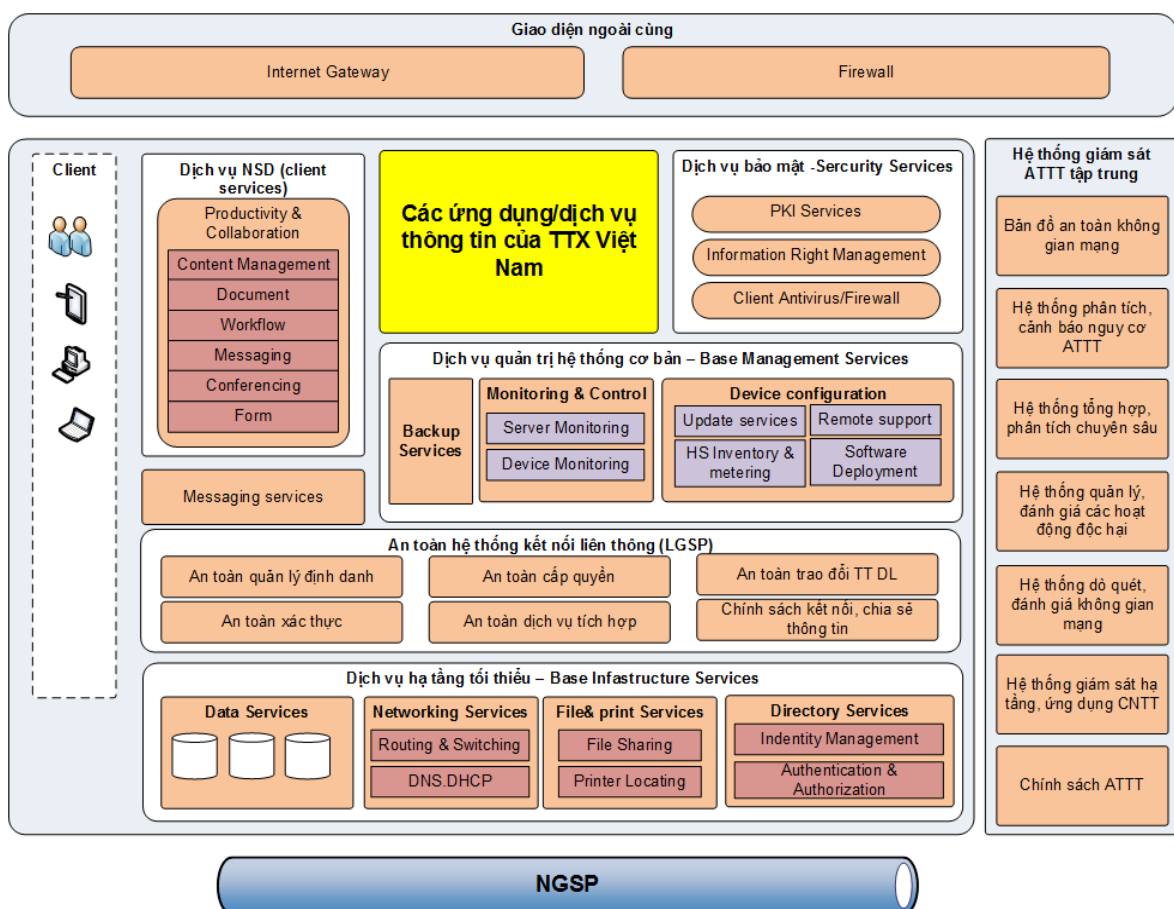 Giao diện ngoài cùng
Internet Gateway
Firewall
Client
Dịch vụ NSD (client
services)
Productivity &
Collaboration
Content Management
Document
Workflow
Messaging
Conferencing
Form
Messaging services
Các ứng dụng/dịch vụ
thông tin của TTX Việt
Nam
Dịch vụ bảo mật -Sercurity Services
PKI Services
Information Right Management
Client Antivirus/Firewall
Dịch vụ quản trị hệ thống cơ bản – Base Management Services
Backup
Services
Monitoring & Control
Server Monitoring
Device Monitoring
Device configuration
Update services
Remote support
HS Inventory &
metering
Software
Deployment
An toàn hệ thống kết nối liên thông (LGSP)
An toàn quản lý định danh
An toàn cấp quyền
An toàn trao đổi TT DL
An toàn xác thực
An toàn dịch vụ tích hợp
Chính sách kết nối, chia sẽ
thông tin
Dịch vụ hạ tầng tối thiểu – Base Infastructure Services
Data Services
Networking Services
Routing & Switching
DNS.DHCP
File& print Services
File Sharing
Printer Locating
Directory Services
Indentity Management
Authentication &
Authorization
Hệ thống giám sát
ATTT tập trung
Bản đồ an toàn không
gian mạng
Hệ thống phân tích,
cảnh báo nguy cơ
ATTT
Hệ thống tổng hợp,
phân tích chuyên sâu
Hệ thống quản lý,
đánh giá các hoạt
động độc hại
Hệ thống dò quét,
đánh giá không gian
mạng
Hệ thống giám sát hạ
tầng, ứng dụng CNTT
Chính sách ATTT
NGSP